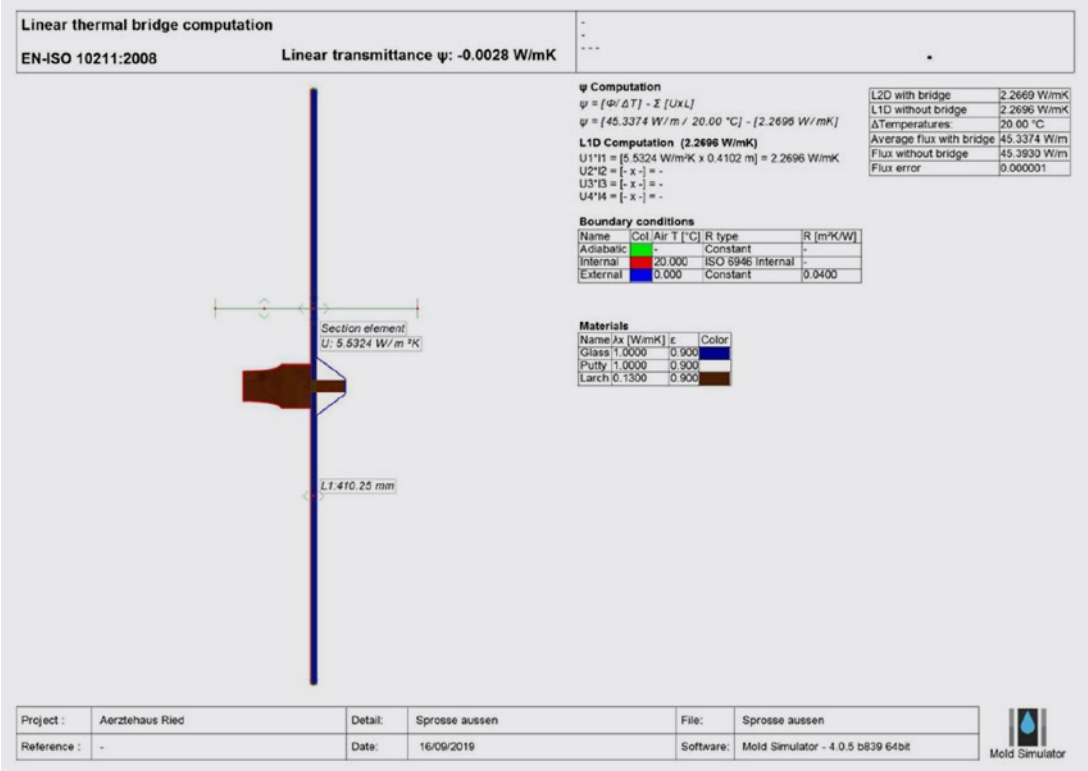 Linear thermal bridge computation
EN-ISO 10211:2008
Linear transmittance ψ: -0.0028 W/mK
-
-
- - -
-
ψ Computation
ψ = [Φ/ΔT] - Σ [UxL]
ψ = [45.3374 W/m / 20.00 °C] - [2.2696 W/mK]
L1D Computation (2.2696 W/mK)
U1*l1 = [5.5324 W/m²K x 0.4102 m] = 2.2696 W/mK
U2*l2 = [- x -] = -
U3*l3 = [- x -] = -
U4*l4 = [- x -] = -
L2D with bridge 2.2669 W/mK
L1D without bridge 2.2696 W/mK
ΔTemperatures: 20.00 °C
Average flux with bridge 45.3374 W/m
Flux without bridge 45.3930 W/m
Flux error 0.000001
Boundary conditions
Name Col Air T [°C] R type R [m²K/W]
Adiabatic - Constant -
Internal 20.000 ISO 6946 Internal -
External 0.000 Constant 0.0400
Materials
Name λx [W/mK] ε Color
Glass 1.0000 0.900
Putty 1.0000 0.900
Larch 0.1300 0.900
Section element
U: 5.5324 W/m²K
L1:410.25 mm
Project : Aerztehaus Ried Detail: Sprosse aussen File: Sprosse aussen
Reference : - Date: 16/09/2019 Software: Mold Simulator - 4.0.5 b839 64bit
Mold Simulator